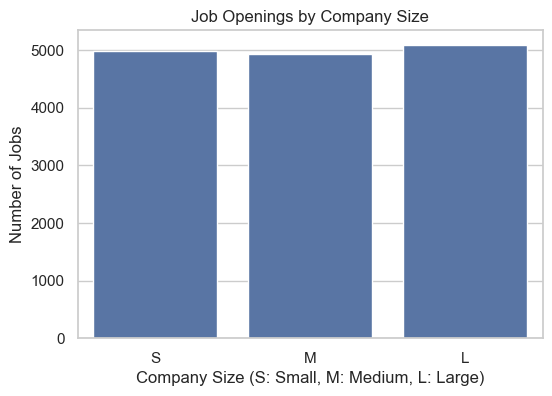 Job Openings by Company Size
Number of Jobs
5000
4000
3000
2000
1000
0
S M L
Company Size (S: Small, M: Medium, L: Large)